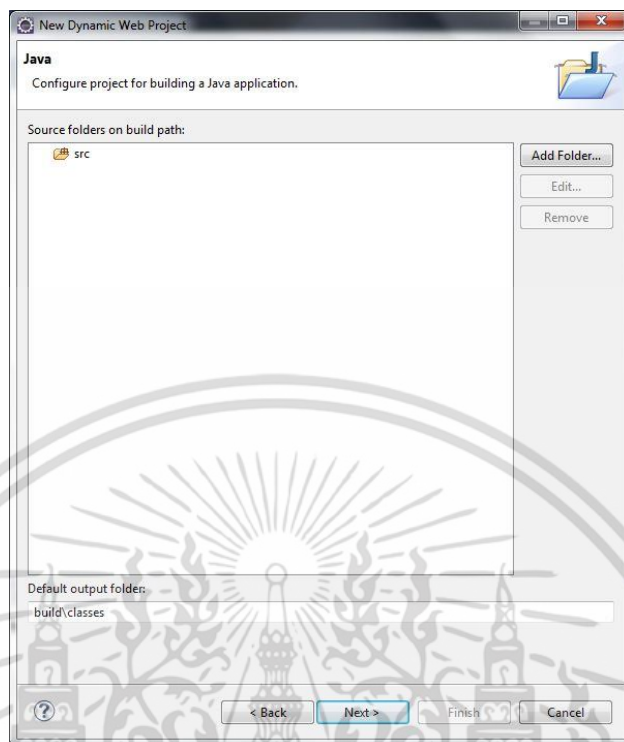 New Dynamic Web Project
Java
Configure project for building a Java application.
Source folders on build path:
src
Add Folder...
Edit...
Remove
Default output folder:
build\classes
< Back
Next >
Finish
Cancel